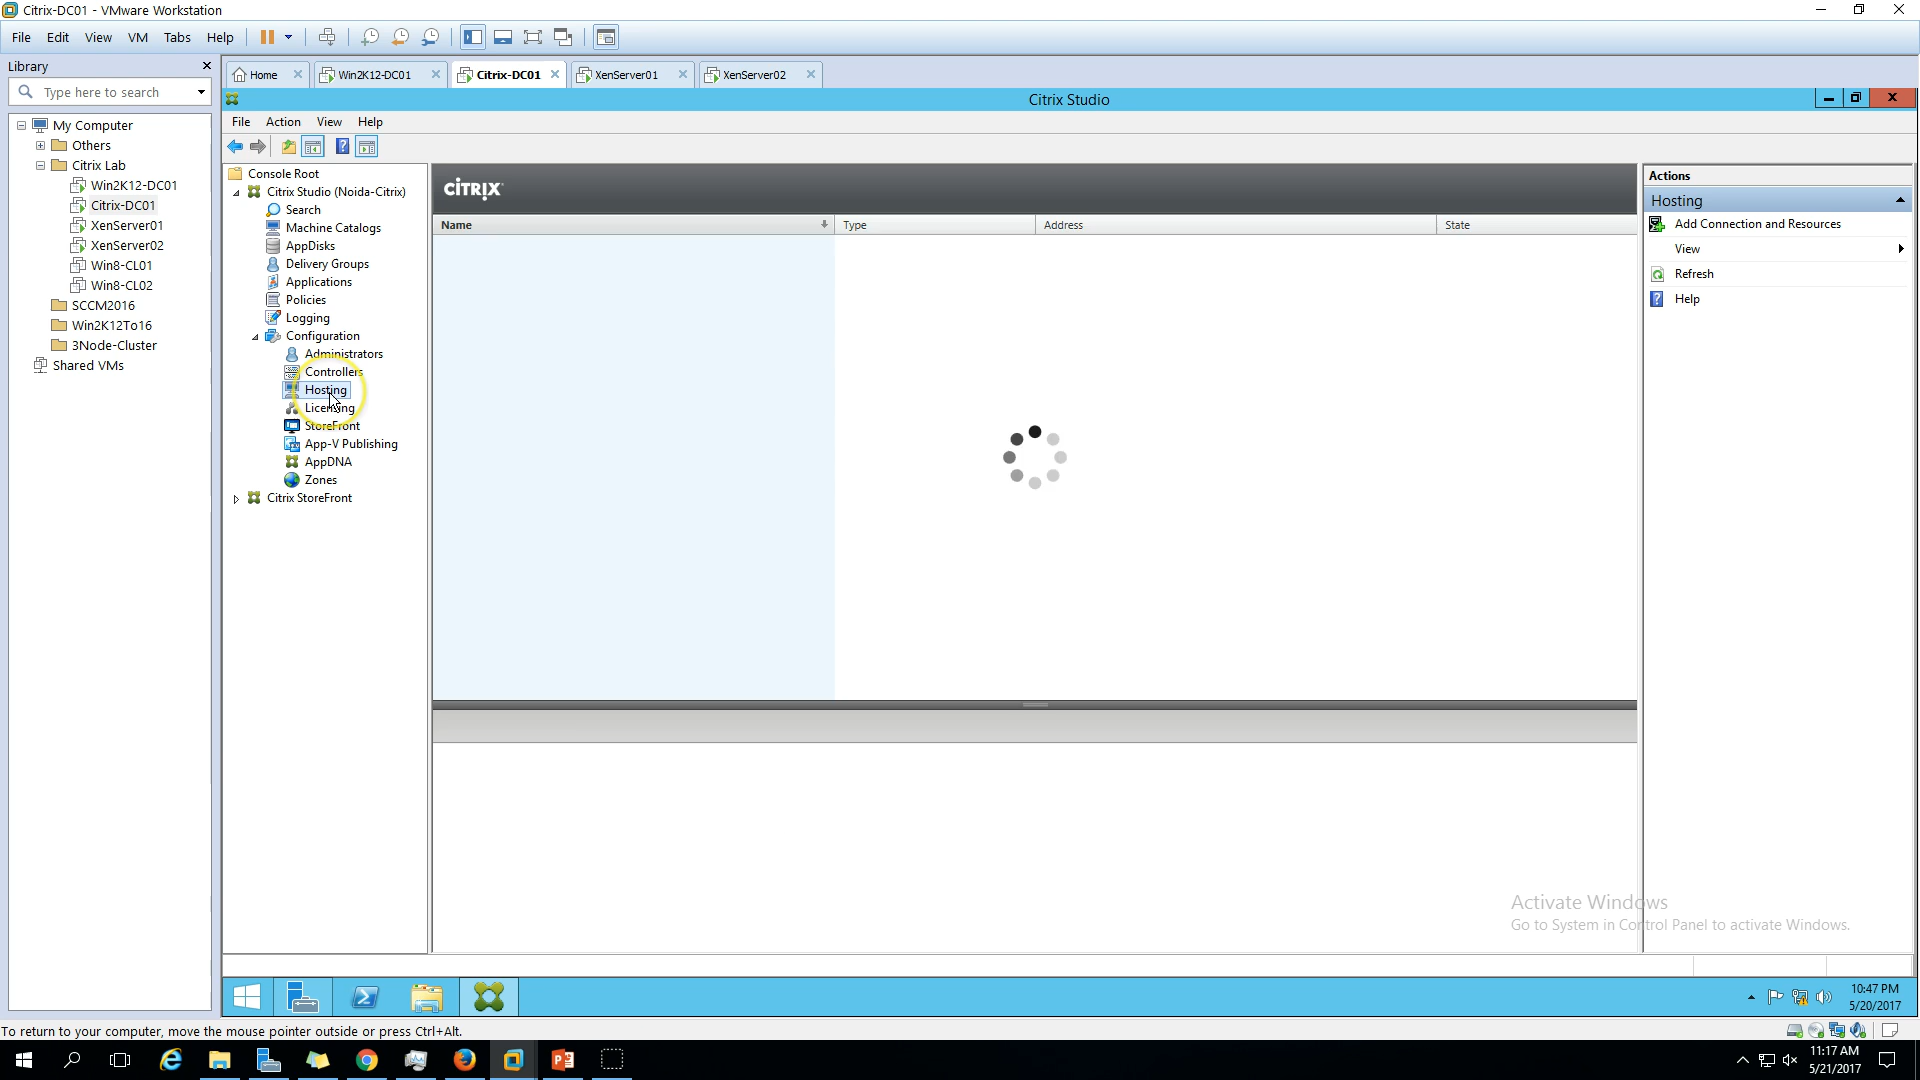 Citrix-DC01 - VMware Workstation
File Edit View VM Tabs Help
Library
Type here to search
Home Win2K12-DC01 Citrix-DC01 XenServer01 XenServer02
My Computer
Others
Citrix Lab
Win2K12-DC01
Citrix-DC01
XenServer01
XenServer02
Win8-CL01
Win8-CL02
SCCM2016
Win2K12To16
3Node-Cluster
Shared VMs
Citrix Studio
File Action View Help
Console Root
Citrix Studio (Noida-Citrix)
Search
Machine Catalogs
AppDisks
Delivery Groups
Applications
Policies
Logging
Configuration
Administrators
Controllers
Hosting
Licensing
StoreFront
App-V Publishing
AppDNA
Zones
Citrix StoreFront
CITRIX
Name Type Address State
Actions
Hosting
Add Connection and Resources
View
Refresh
Help
Activate Windows
Go to System in Control Panel to activate Windows.
10:47 PM
5/20/2017
To return to your computer, move the mouse pointer outside or press Ctrl+Alt.
11:17 AM
5/21/2017